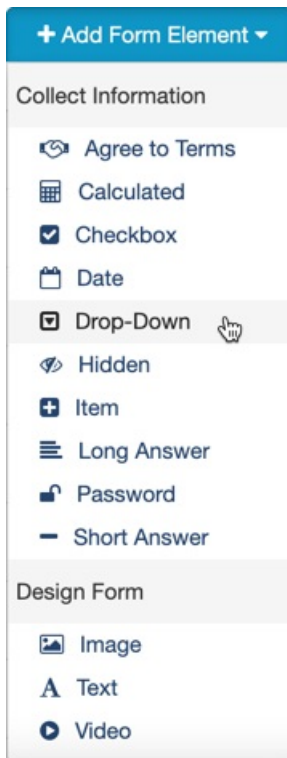 + Add Form Element
Collect Information
Agree to Terms
Calculated
Checkbox
Date
Drop-Down
Hidden
Item
Long Answer
Password
Short Answer
Design Form
Image
Text
Video